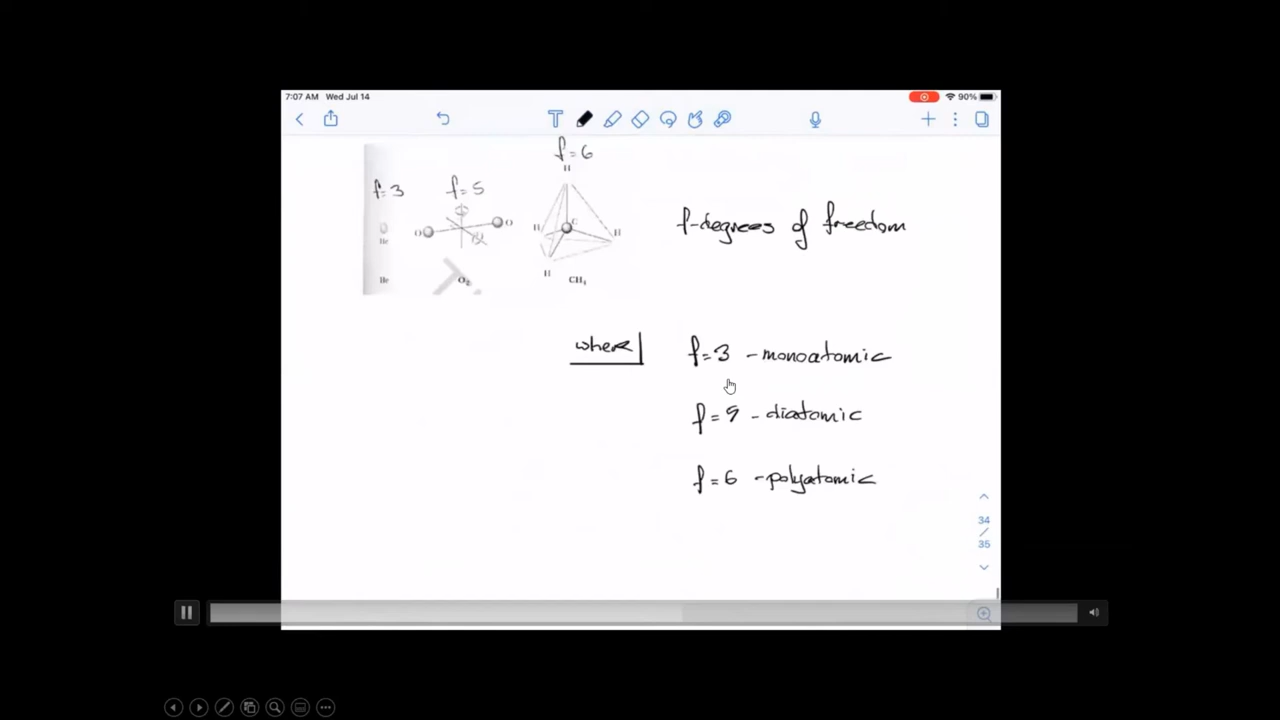 7:07 AM Wed Jul 14
90%
f=6
H
f=3 f=5
f-degrees of freedom
O O
C
H H
He
H
He O₂ CH₄
where
f=3 - monoatomic
f=5 - diatomic
f=6 - polyatomic
34
35